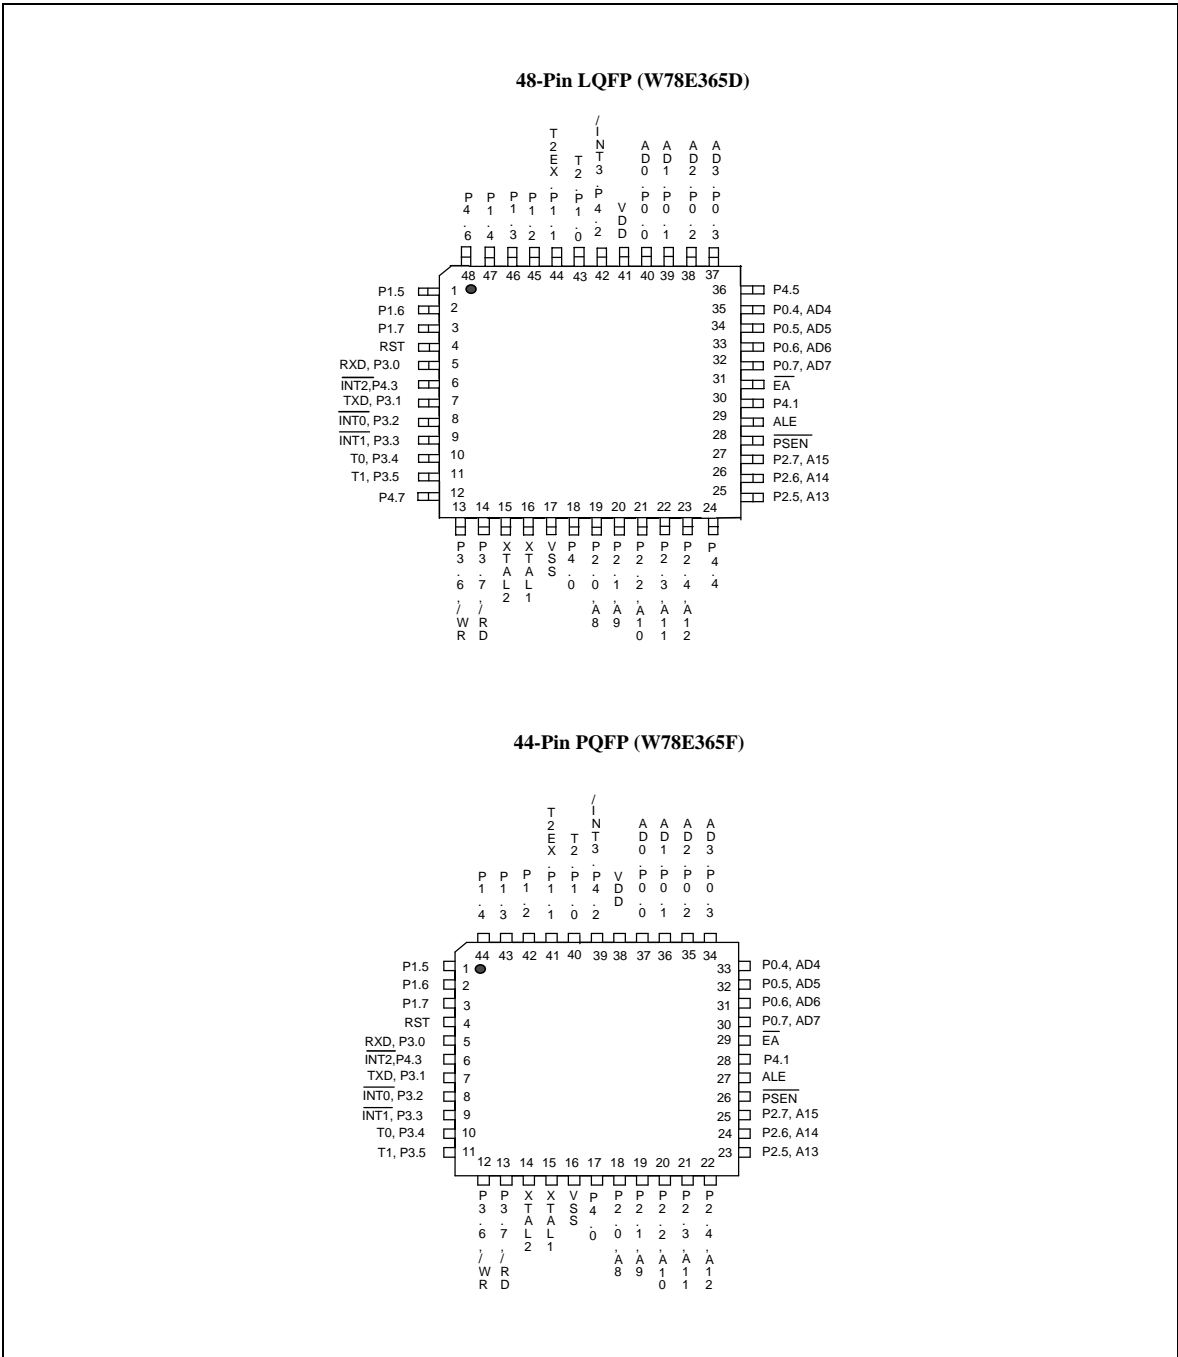 48-Pin LQFP (W78E365D)
P4.6
P1.4
P1.3
P1.2
T2EX.P1.1
T2.P1.0
/INT3.P4.2
VDD
AD0.P0.0
AD1.P0.1
AD2.P0.2
AD3.P0.3
48 47 46 45 44 43 42 41 40 39 38 37
P1.5 1
P1.6 2
P1.7 3
RST 4
RXD, P3.0 5
INT2,P4.3 6
TXD, P3.1 7
INT0, P3.2 8
INT1, P3.3 9
T0, P3.4 10
T1, P3.5 11
P4.7 12
36 P4.5
35 P0.4, AD4
34 P0.5, AD5
33 P0.6, AD6
32 P0.7, AD7
31 EA
30 P4.1
29 ALE
28 PSEN
27 P2.7, A15
26 P2.6, A14
25 P2.5, A13
13 14 15 16 17 18 19 20 21 22 23 24
P3.6,/WR
P3.7,/RD
XTAL2
XTAL1
VSS
P4.0
P2.0,A8
P2.1,A9
P2.2,A10
P2.3,A11
P2.4,A12
P4.4
44-Pin PQFP (W78E365F)
P1.4
P1.3
P1.2
T2EX.P1.1
T2.P1.0
/INT3.P4.2
VDD
AD0.P0.0
AD1.P0.1
AD2.P0.2
AD3.P0.3
44 43 42 41 40 39 38 37 36 35 34
P1.5 1
P1.6 2
P1.7 3
RST 4
RXD, P3.0 5
INT2,P4.3 6
TXD, P3.1 7
INT0, P3.2 8
INT1, P3.3 9
T0, P3.4 10
T1, P3.5 11
33 P0.4, AD4
32 P0.5, AD5
31 P0.6, AD6
30 P0.7, AD7
29 EA
28 P4.1
27 ALE
26 PSEN
25 P2.7, A15
24 P2.6, A14
23 P2.5, A13
12 13 14 15 16 17 18 19 20 21 22
P3.6,/WR
P3.7,/RD
XTAL2
XTAL1
VSS
P4.0
P2.0,A8
P2.1,A9
P2.2,A10
P2.3,A11
P2.4,A12